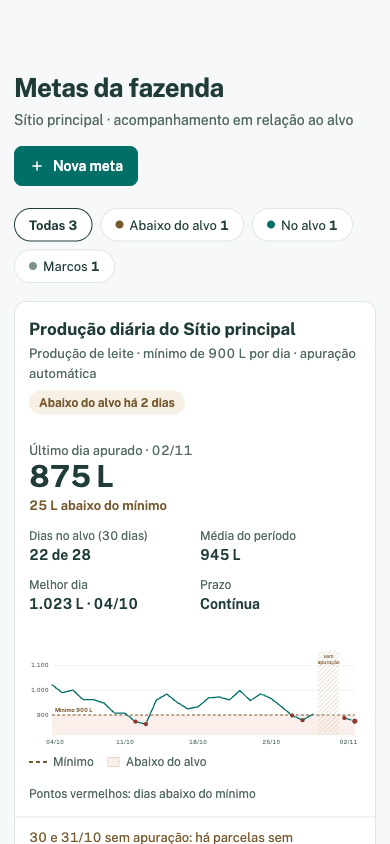 Metas da fazenda
Sítio principal · acompanhamento em relação ao alvo
+ Nova meta
Todas 3
Abaixo do alvo 1
No alvo 1
Marcos 1
Produção diária do Sítio principal
Produção de leite · mínimo de 900 L por dia · apuração
automática
Abaixo do alvo há 2 dias
Último dia apurado · 02/11
875 L
25 L abaixo do mínimo
Dias no alvo (30 dias)
22 de 28
Média do período
945 L
Melhor dia
1.023 L · 04/10
Prazo
Contínua
sem
apuração
1.100
1.000
Mínimo 900 L
900
04/10
11/10
18/10
25/10
02/11
Mínimo
Abaixo do alvo
Pontos vermelhos: dias abaixo do mínimo
30 e 31/10 sem apuração: há parcelas sem